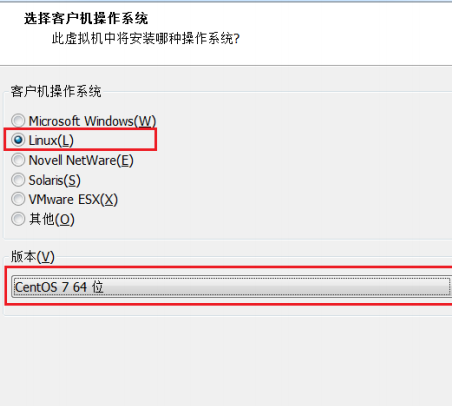 选择客户机操作系统
此虚拟机中将安装哪种操作系统?
客户机操作系统
Microsoft Windows(W)
Linux(L)
Novell NetWare(E)
Solaris(S)
VMware ESX(X)
其他(O)
版本(V)
CentOS 7 64 位